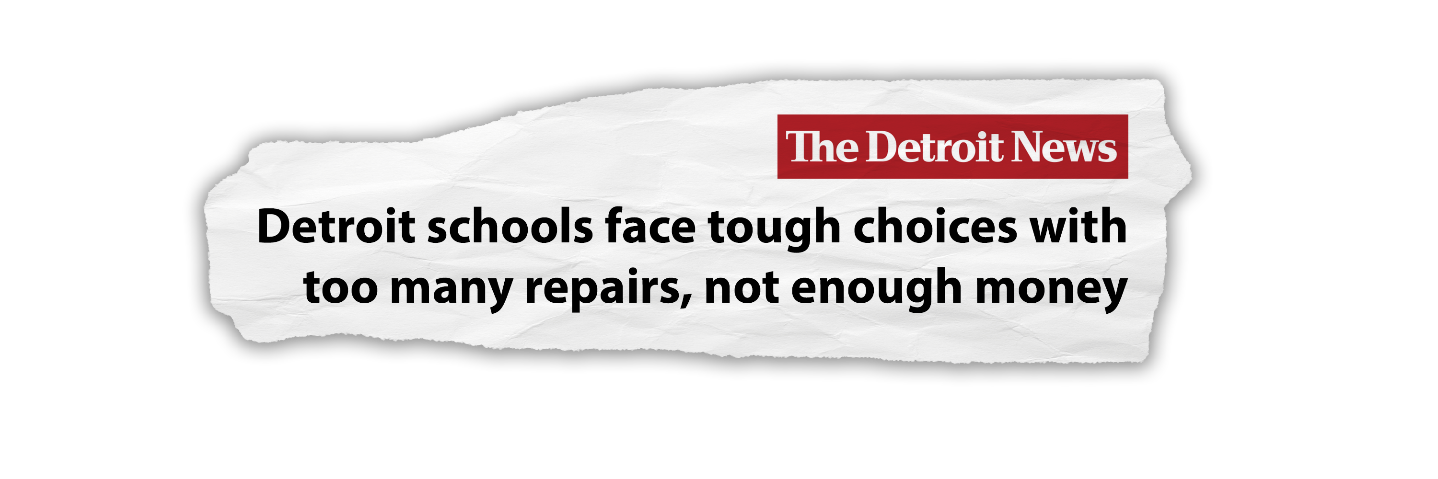 The Detroit News
Detroit schools face tough choices with
too many repairs, not enough money